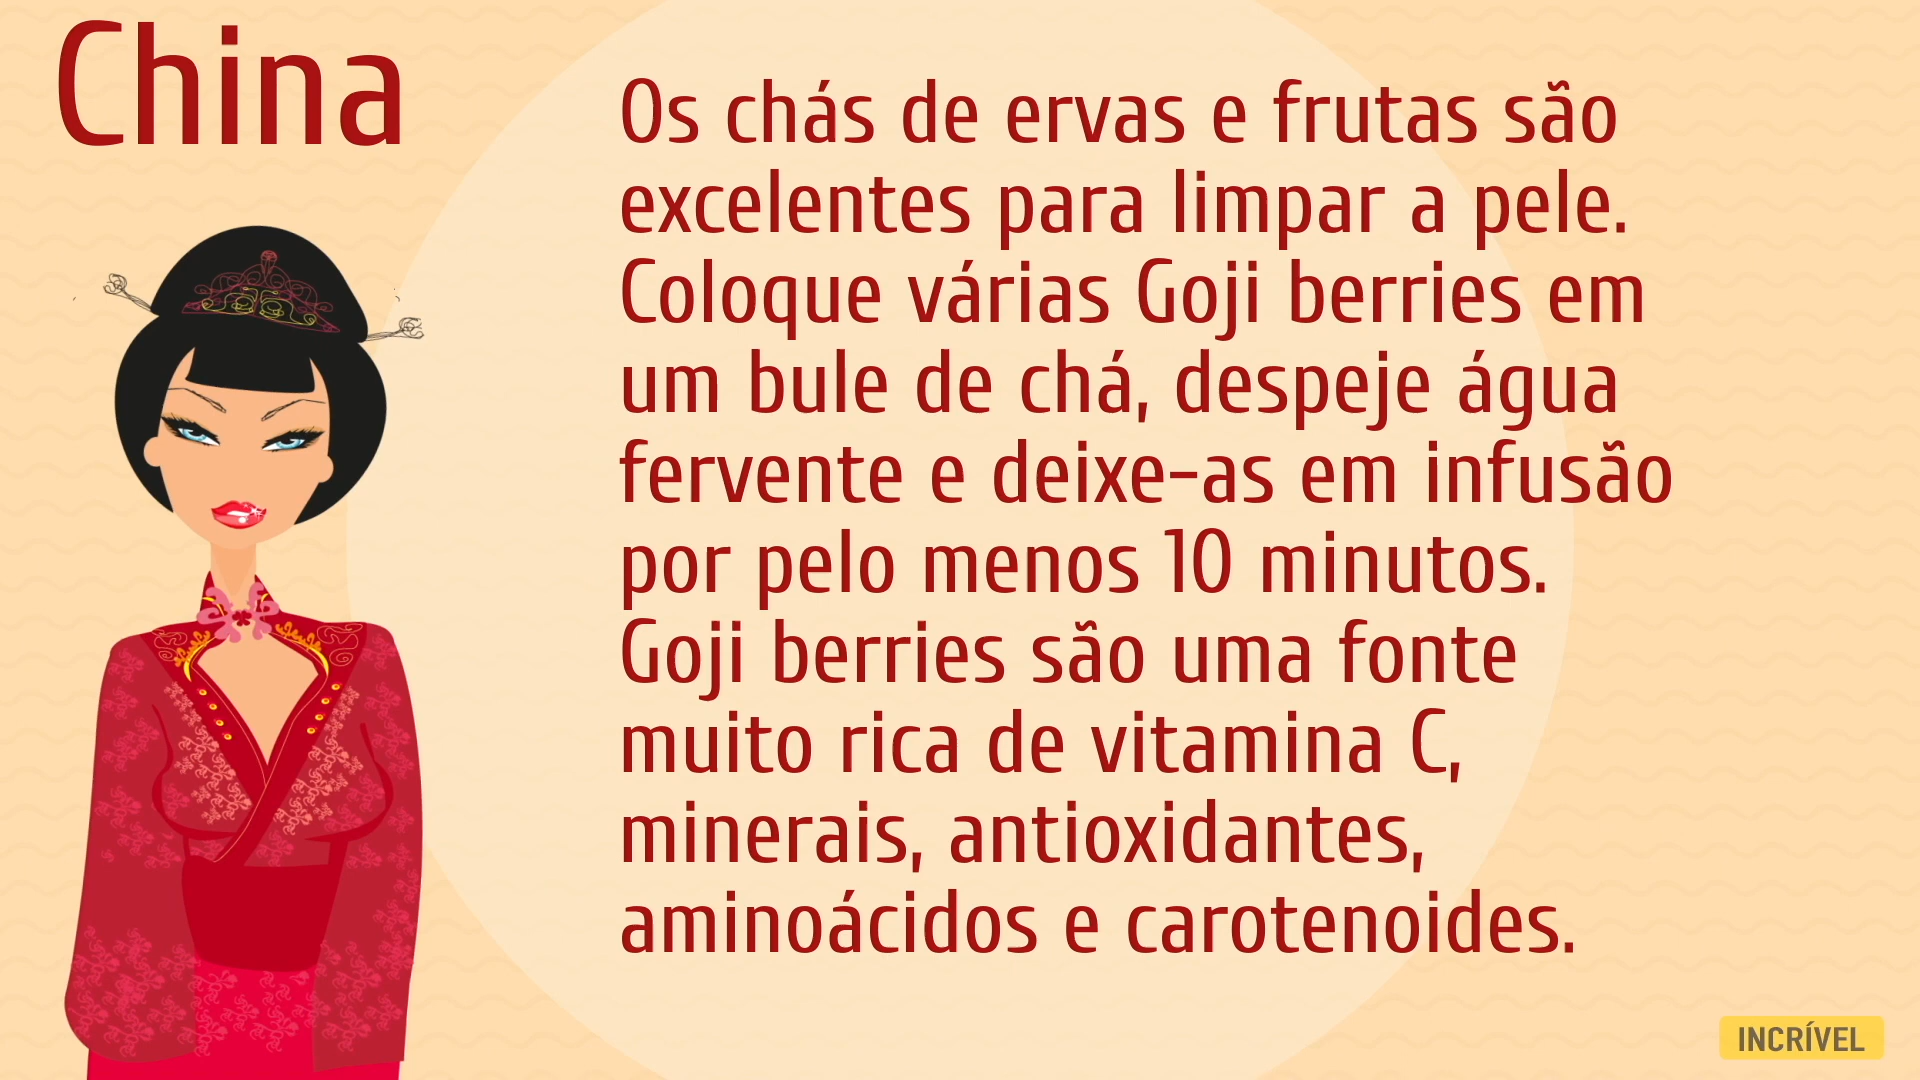 China
Os chás de ervas e frutas são
excelentes para limpar a pele.
Coloque várias Goji berries em
um bule de chá, despeje água
fervente e deixe-as em infusão
por pelo menos 10 minutos.
Goji berries são uma fonte
muito rica de vitamina C,
minerais, antioxidantes,
aminoácidos e carotenoides.
INCRÍVEL